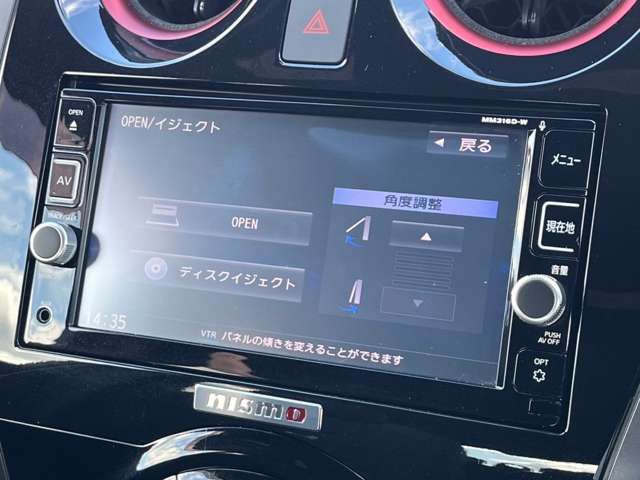 MM316D-W
OPEN
AV
OPEN/イジェクト
戻る
OPEN
ディスクイジェクト
角度調整
14:35
VTR パネルの傾きを変えることができます
メニュー
現在地
音量
PUSH
AV OFF
OPT
nismo